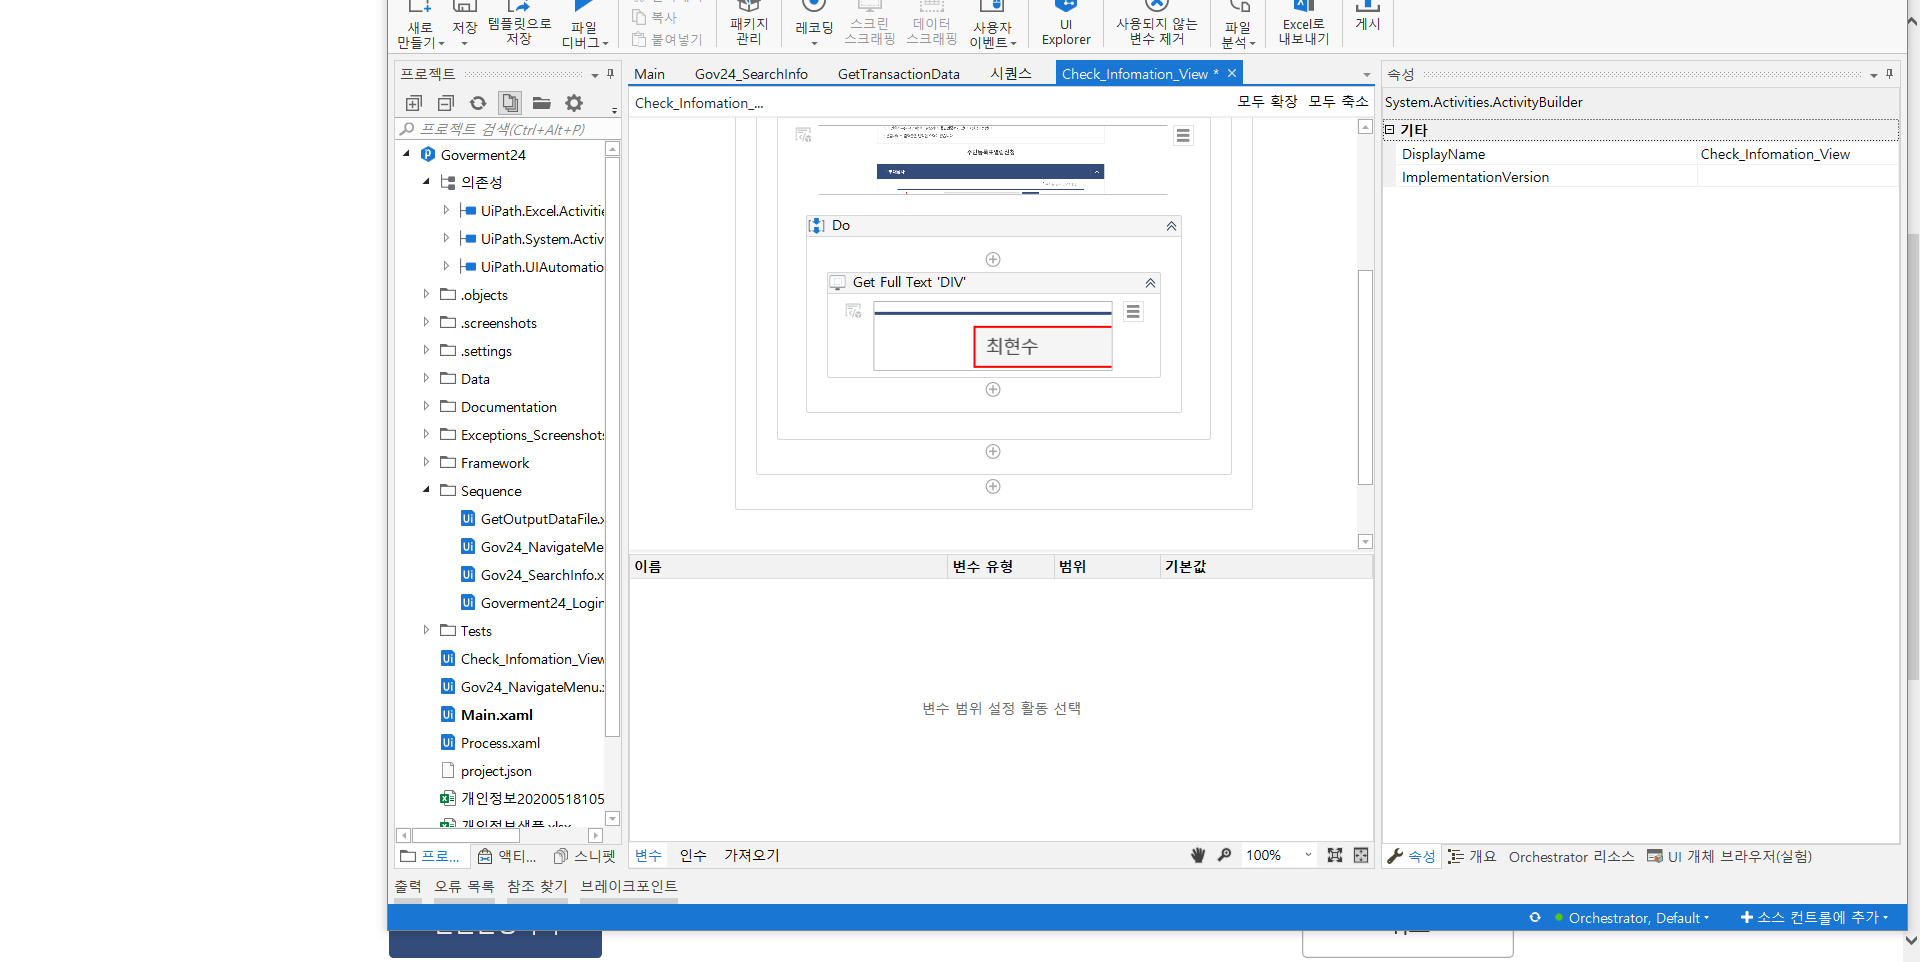 새로
만들기
저장
템플릿으로
저장
파일
디버그
복사
붙여넣기
패키지
관리
레코딩
스크린
스크래핑
데이터
스크래핑
사용자
이벤트
UI
Explorer
사용되지 않는
변수 제거
파일
분석
Excel로
내보내기
게시
프로젝트
프로젝트 검색(Ctrl+Alt+P)
Goverment24
의존성
UiPath.Excel.Activitie
UiPath.System.Activ
UiPath.UIAutomatio
.objects
.screenshots
.settings
Data
Documentation
Exceptions_Screenshots
Framework
Sequence
GetOutputDataFile.x
Gov24_NavigateMe
Gov24_SearchInfo.x
Goverment24_Login
Tests
Check_Infomation_View
Gov24_NavigateMenu.x
Main.xaml
Process.xaml
project.json
개인정보20200518105
개인정보샘플.xlsx
프로...
액티...
스니펫
Main
Gov24_SearchInfo
GetTransactionData
시퀀스
Check_Infomation_View *
Check_Infomation_...
모두 확장
모두 축소
Do
Get Full Text 'DIV'
최현수
이름
변수 유형
범위
기본값
변수 범위 설정 활동 선택
변수
인수
가져오기
100%
속성
System.Activities.ActivityBuilder
기타
DisplayName
Check_Infomation_View
ImplementationVersion
속성
개요
Orchestrator 리소스
UI 개체 브라우저(실험)
출력
오류 목록
참조 찾기
브레이크포인트
Orchestrator, Default
소스 컨트롤에 추가